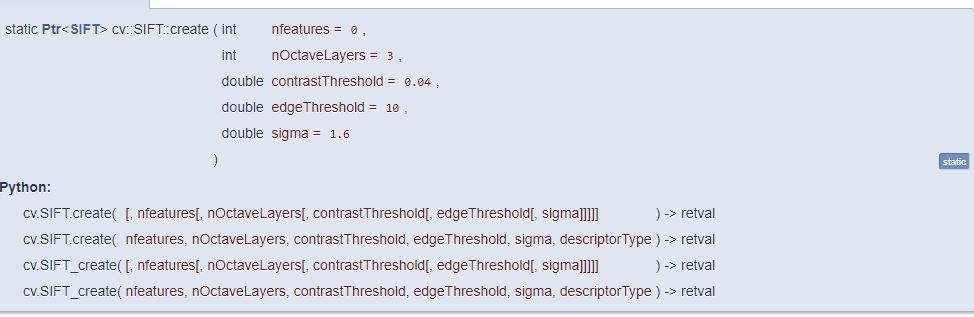 static Ptr<SIFT> cv::SIFT::create ( int nfeatures = 0 ,
int nOctaveLayers = 3 ,
double contrastThreshold = 0.04 ,
double edgeThreshold = 10 ,
double sigma = 1.6
)
static
Python:
cv.SIFT.create( [, nfeatures[, nOctaveLayers[, contrastThreshold[, edgeThreshold[, sigma]]]]] ) -> retval
cv.SIFT.create( nfeatures, nOctaveLayers, contrastThreshold, edgeThreshold, sigma, descriptorType ) -> retval
cv.SIFT_create( [, nfeatures[, nOctaveLayers[, contrastThreshold[, edgeThreshold[, sigma]]]]] ) -> retval
cv.SIFT_create( nfeatures, nOctaveLayers, contrastThreshold, edgeThreshold, sigma, descriptorType ) -> retval